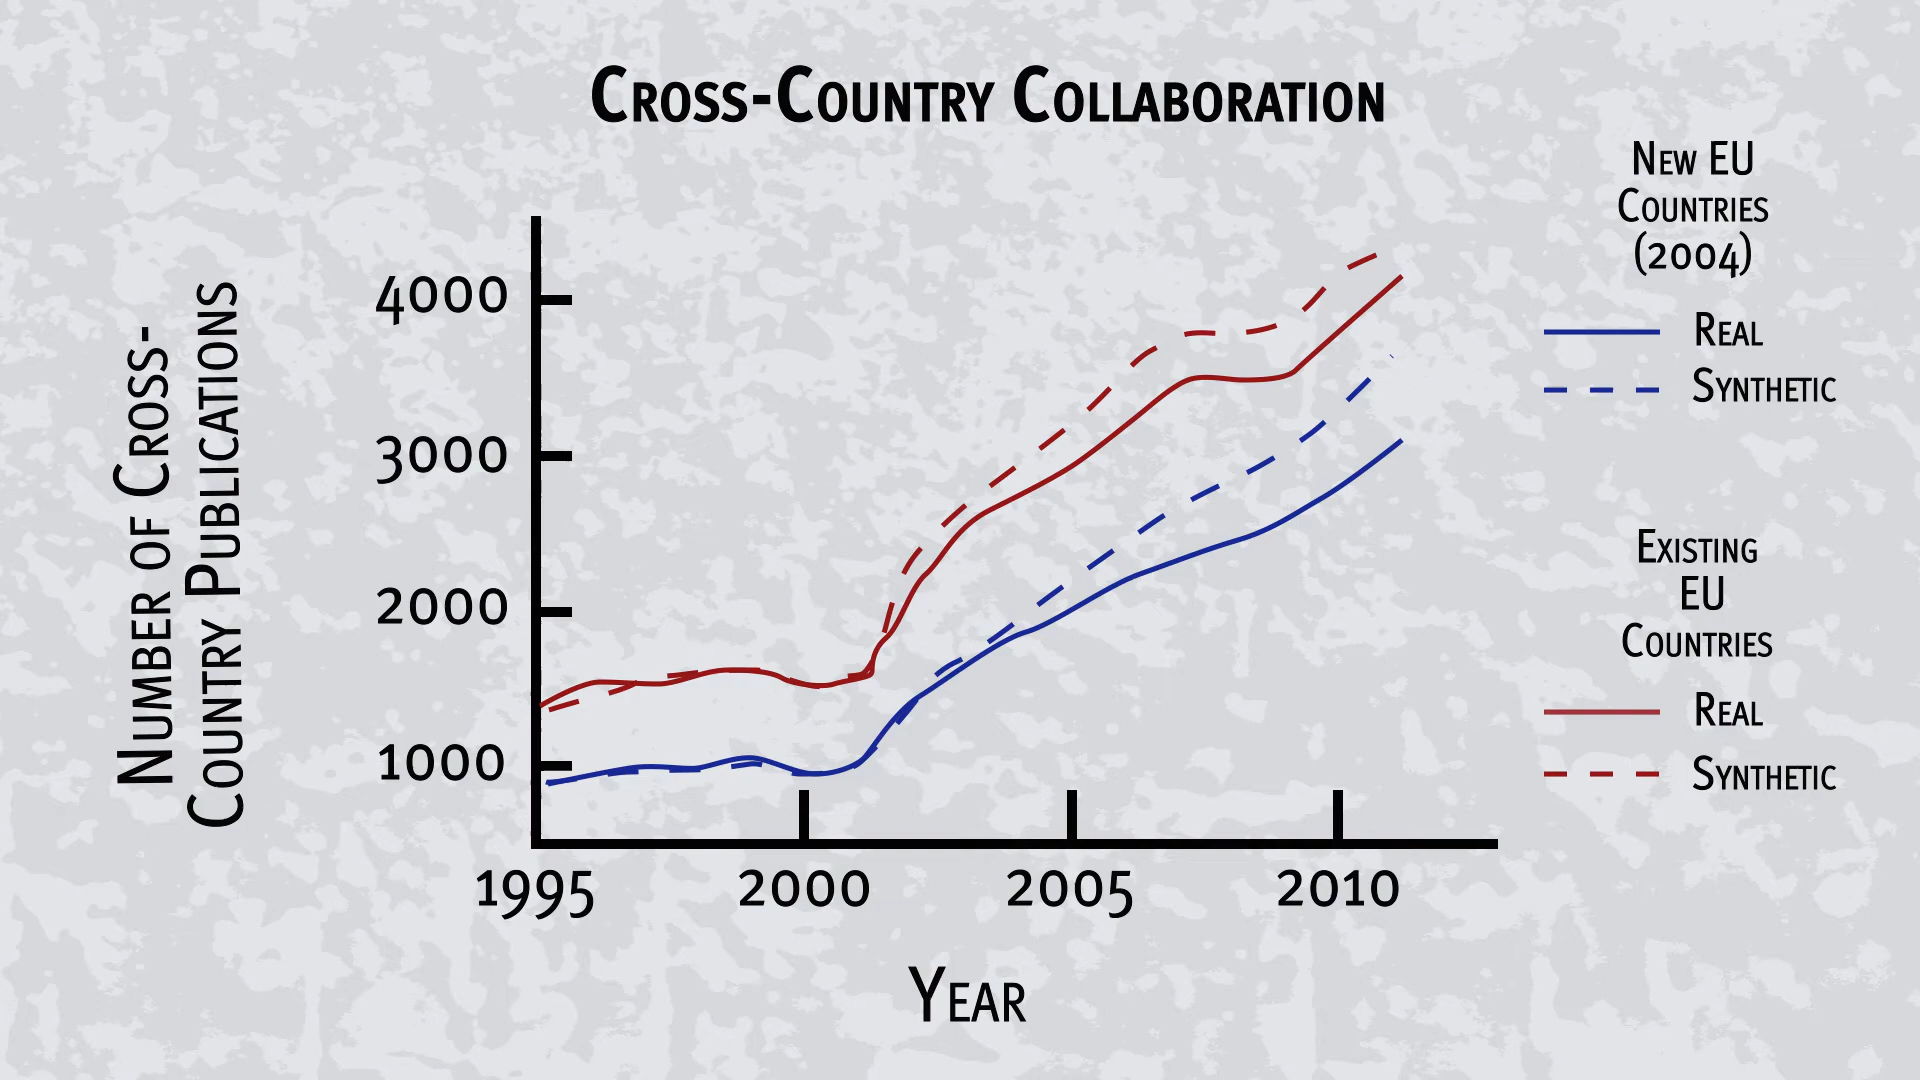 Cross-Country Collaboration
New EU
Countries
(2004)
Real
Synthetic
Existing
EU
Countries
Real
Synthetic
Number of Cross-
Country Publications
4000
3000
2000
1000
1995
2000
2005
2010
Year